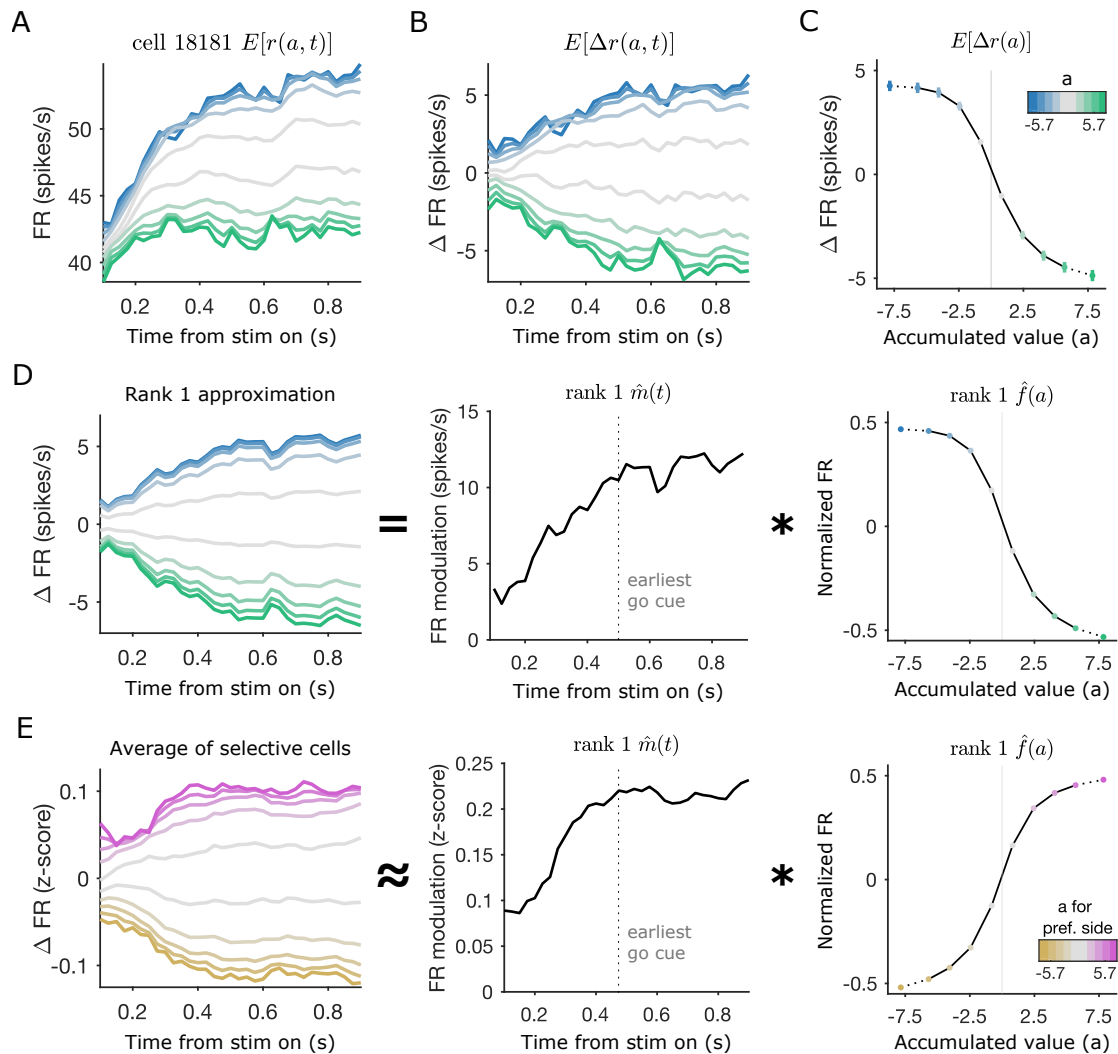 A
cell 18181 E[r(a, t)]
FR (spikes/s)
50
45
40
0.2 0.4 0.6 0.8
Time from stim on (s)
B
E[Δr(a, t)]
Δ FR (spikes/s)
5
0
-5
0.2 0.4 0.6 0.8
Time from stim on (s)
C
E[Δr(a)]
Δ FR (spikes/s)
5
0
-5
a
-5.7 5.7
-7.5 -2.5 2.5 7.5
Accumulated value (a)
D
Rank 1 approximation
Δ FR (spikes/s)
5
0
-5
0.2 0.4 0.6 0.8
Time from stim on (s)
=
rank 1 m̂(t)
FR modulation (spikes/s)
15
10
5
0
earliest
go cue
0.2 0.4 0.6 0.8
Time from stim on (s)
*
rank 1 f̂(a)
Normalized FR
0.5
0
-0.5
-7.5 -2.5 2.5 7.5
Accumulated value (a)
E
Average of selective cells
Δ FR (z-score)
0.1
0
-0.1
0.2 0.4 0.6 0.8
Time from stim on (s)
≈
rank 1 m̂(t)
FR modulation (z-score)
0.25
0.2
0.15
0.1
0.05
0
earliest
go cue
0.2 0.4 0.6 0.8
Time from stim on (s)
*
rank 1 f̂(a)
Normalized FR
0.5
0
-0.5
a for
pref. side
-5.7 5.7
-7.5 -2.5 2.5 7.5
Accumulated value (a)